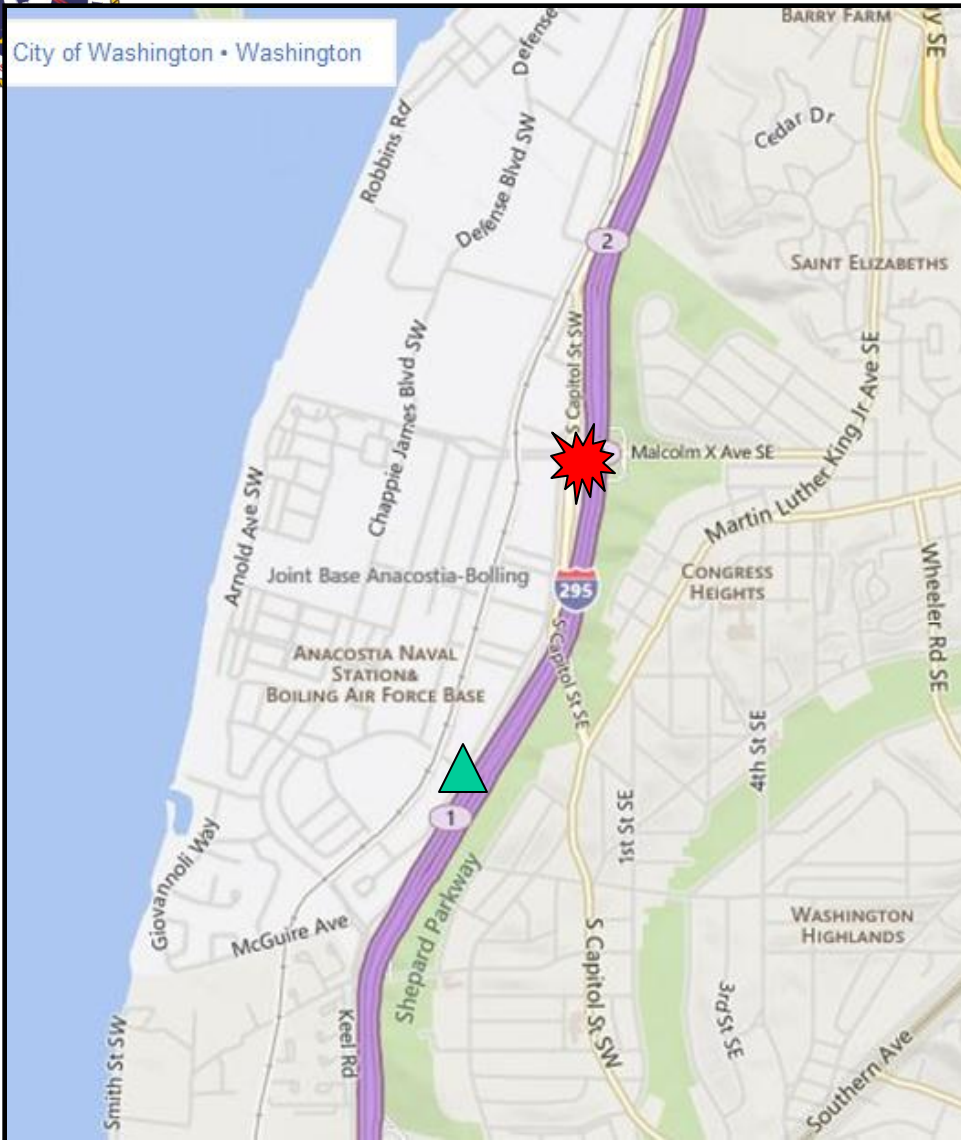 City of Washington • Washington
BARRY FARM
Defense
Robbins Rd
Defense Blvd SW
Cedar Dr
2
SAINT ELIZABETHS
S Capitol St SW
Chappie James Blvd SW
Malcolm X Ave SE
Martin Luther King Jr Ave SE
Arnold Ave SW
Joint Base Anacostia-Bolling
295
CONGRESS
HEIGHTS
Wheeler Rd SE
ANACOSTIA NAVAL
STATION&
BOILING AIR FORCE BASE
S Capitol St SE
4th St SE
1
1st St SE
Giovannoli Way
McGuire Ave
Shepard Parkway
WASHINGTON
HIGHLANDS
S Capitol St SW
3rd St SE
Keel Rd
Smith St SW
Southern Ave